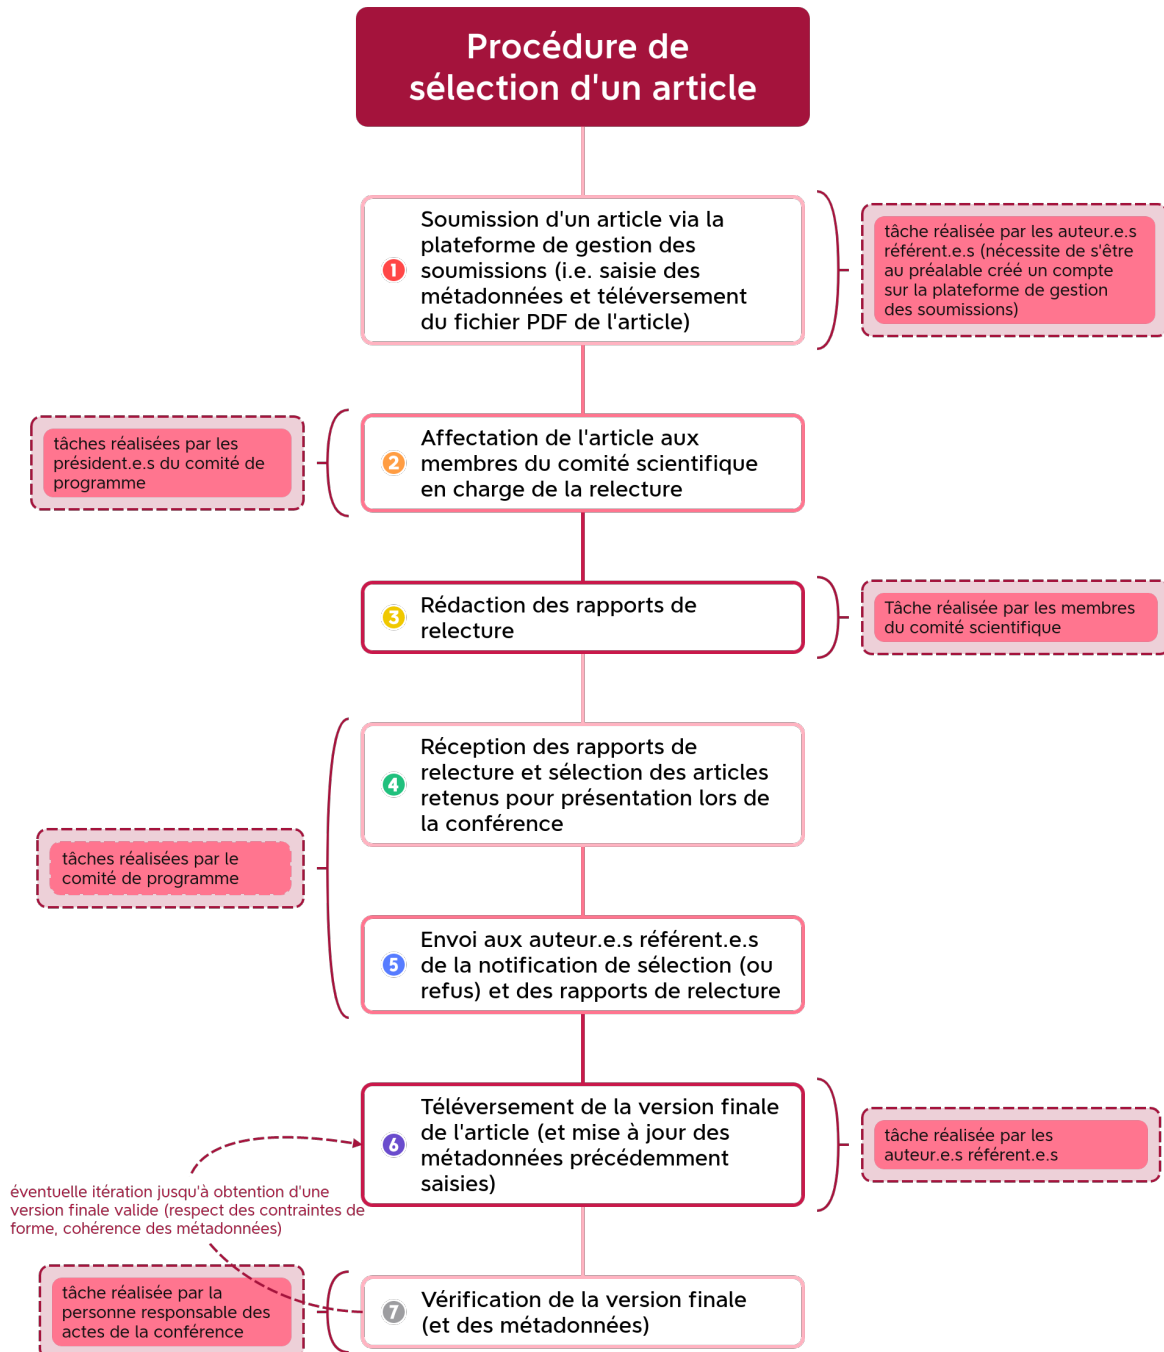 Procédure de
sélection d'un article
1
Soumission d'un article via la
plateforme de gestion des
soumissions (i.e. saisie des
métadonnées et téléversement
du fichier PDF de l'article)
tâche réalisée par les auteur.e.s
référent.e.s (nécessite de s'être
au préalable créé un compte
sur la plateforme de gestion
des soumissions)
tâches réalisées par les
président.e.s du comité de
programme
2
Affectation de l'article aux
membres du comité scientifique
en charge de la relecture
3
Rédaction des rapports de
relecture
Tâche réalisée par les membres
du comité scientifique
4
Réception des rapports de
relecture et sélection des articles
retenus pour présentation lors de
la conférence
tâches réalisées par le
comité de programme
5
Envoi aux auteur.e.s référent.e.s
de la notification de sélection (ou
refus) et des rapports de relecture
6
Téléversement de la version finale
de l'article (et mise à jour des
métadonnées précédemment
saisies)
tâche réalisée par les
auteur.e.s référent.e.s
éventuelle itération jusqu'à obtention d'une
version finale valide (respect des contraintes de
forme, cohérence des métadonnées)
tâche réalisée par la
personne responsable des
actes de la conférence
7
Vérification de la version finale
(et des métadonnées)